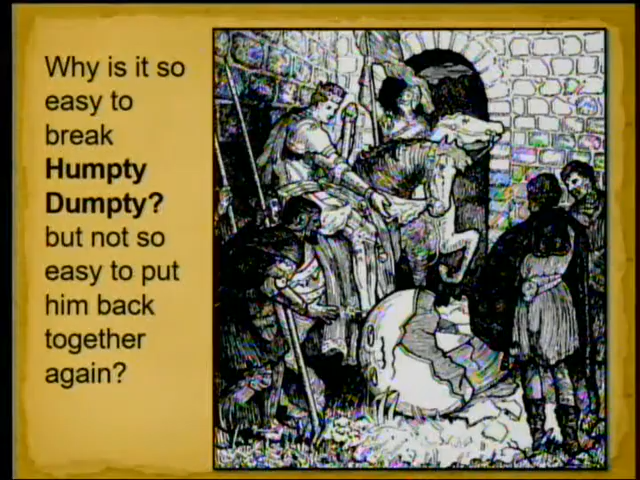 Why is it so
easy to
break
Humpty
Dumpty?
but not so
easy to put
him back
together
again?